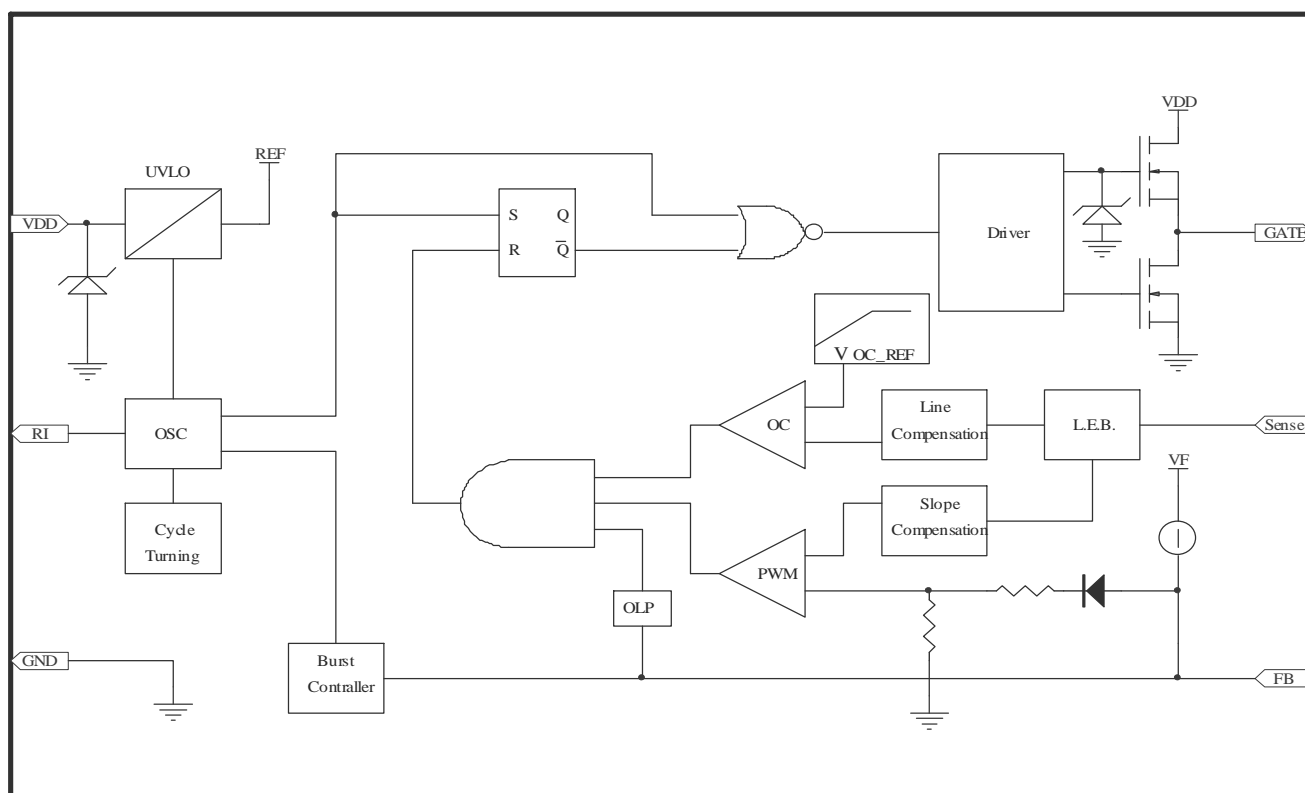 VDD
UVLO
REF
VDD
S Q
R Q̅
Driver
GATE
V OC_REF
RI
OSC
OC
Line
Compensation
L.E.B.
Sense
VF
Cycle
Turning
Slope
Compensation
PWM
OLP
GND
Burst
Contraller
FB